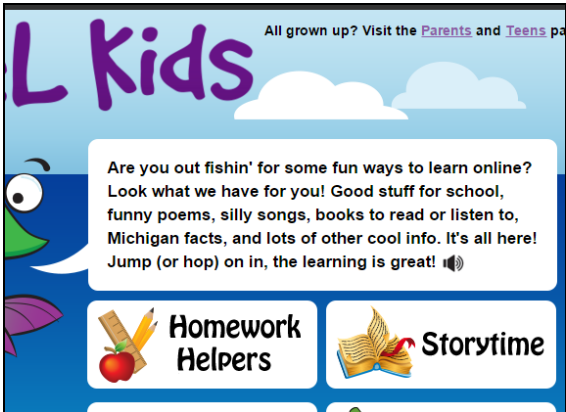 All grown up? Visit the Parents and Teens pa
L Kids
Are you out fishin' for some fun ways to learn online?
Look what we have for you! Good stuff for school,
funny poems, silly songs, books to read or listen to,
Michigan facts, and lots of other cool info. It's all here!
Jump (or hop) on in, the learning is great!
Homework
Helpers
Storytime